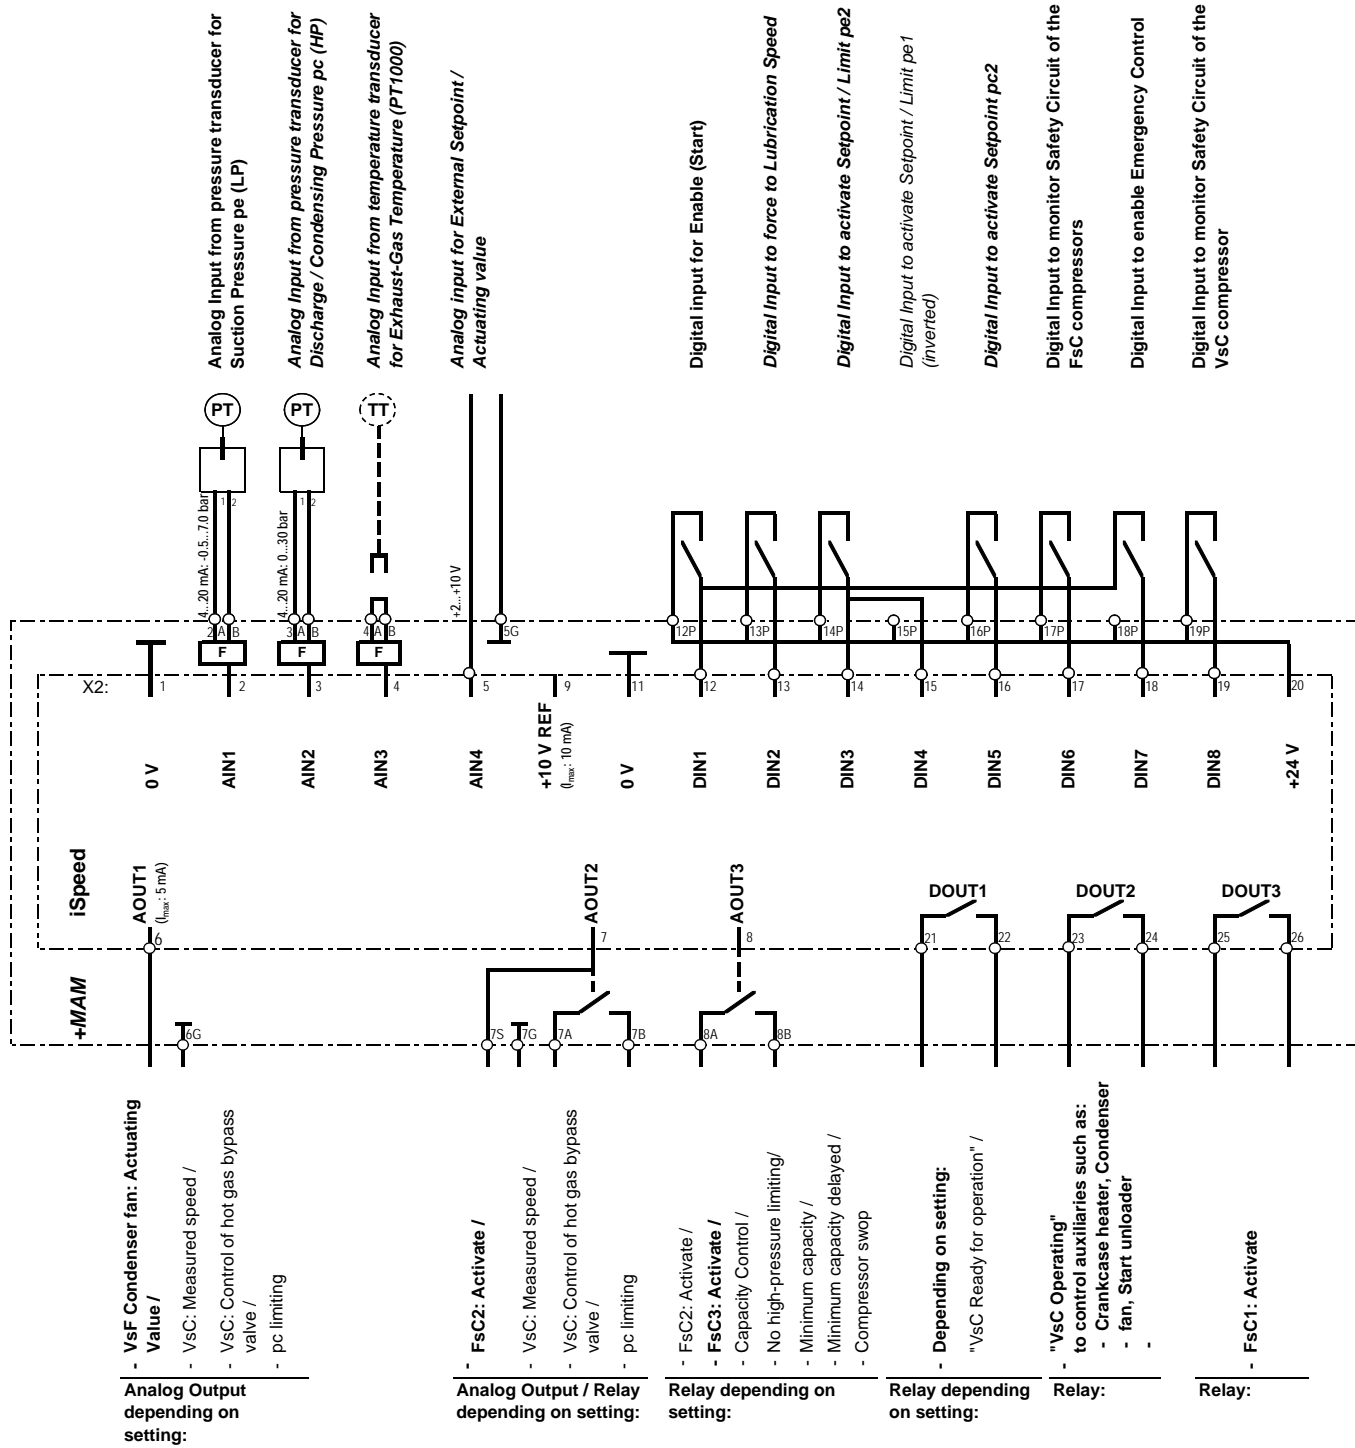 Analog Input from pressure transducer for
Suction Pressure pe (LP)
Analog Input from pressure transducer for
Discharge / Condensing Pressure pc (HP)
Analog Input from temperature transducer
for Exhaust-Gas Temperature (PT1000)
Analog input for External Setpoint /
Actuating value
Digital input for Enable (Start)
Digital Input to force to Lubrication Speed
Digital Input to activate Setpoint / Limit pe2
Digital Input to activate Setpoint / Limit pe1
(inverted)
Digital Input to activate Setpoint pc2
Digital Input to monitor Safety Circuit of the
FsC compressors
Digital Input to enable Emergency Control
Digital Input to monitor Safety Circuit of the
VsC compressor
PT
PT
TT
1
2
1
2
4...20 mA: -0.5...7.0 bar
4...20 mA: 0...30 bar
+2...+10 V
2
A
B
3
A
B
4
A
B
5G
12P
13P
14P
15P
16P
17P
18P
19P
F
F
F
X2:
1
2
3
4
5
9
11
12
13
14
15
16
17
18
19
20
0 V
AIN1
AIN2
AIN3
AIN4
+10 V REF
(Imax: 10 mA)
0 V
DIN1
DIN2
DIN3
DIN4
DIN5
DIN6
DIN7
DIN8
+24 V
iSpeed
AOUT1
(Imax: 5 mA)
AOUT2
AOUT3
DOUT1
DOUT2
DOUT3
6
7
8
21
22
23
24
25
26
+MAM
6G
7S
7G
7A
7B
8A
8B
- VsF Condenser fan: Actuating
Value /
- VsC: Measured speed /
- VsC: Control of hot gas bypass
valve /
- pc limiting
Analog Output
depending on
setting:
- FsC2: Activate /
- VsC: Measured speed /
- VsC: Control of hot gas bypass
valve /
- pc limiting
Analog Output / Relay
depending on setting:
- FsC2: Activate /
- FsC3: Activate /
- Capacity Control /
- No high-pressure limiting/
- Minimum capacity /
- Minimum capacity delayed /
- Compressor swop
Relay depending on
setting:
- Depending on setting:
"VsC Ready for operation" /
Relay depending
on setting:
- "VsC Operating"
to control auxiliaries such as:
- Crankcase heater, Condenser
- fan, Start unloader
-
Relay:
- FsC1: Activate
Relay: